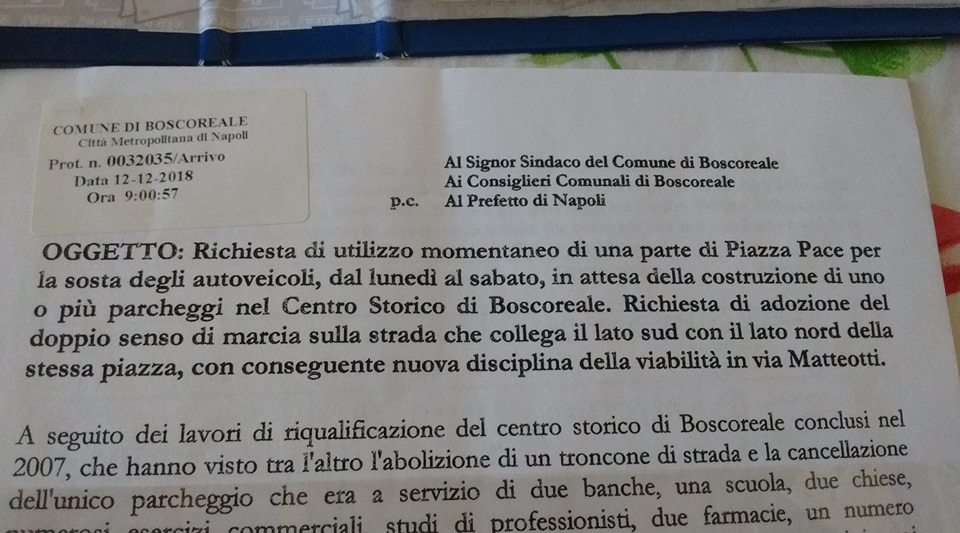 COMUNE DI BOSCOREALE
Città Metropolitana di Napoli
Prot. n. 0032035/Arrivo
Data 12-12-2018
Ora 9:00:57
Al Signor Sindaco del Comune di Boscoreale
Ai Consiglieri Comunali di Boscoreale
p.c. Al Prefetto di Napoli
OGGETTO: Richiesta di utilizzo momentaneo di una parte di Piazza Pace per
la sosta degli autoveicoli, dal lunedì al sabato, in attesa della costruzione di uno
o più parcheggi nel Centro Storico di Boscoreale. Richiesta di adozione del
doppio senso di marcia sulla strada che collega il lato sud con il lato nord della
stessa piazza, con conseguente nuova disciplina della viabilità in via Matteotti.
A seguito dei lavori di riqualificazione del centro storico di Boscoreale conclusi nel
2007, che hanno visto tra l'altro l'abolizione di un troncone di strada e la cancellazione
dell'unico parcheggio che era a servizio di due banche, una scuola, due chiese,
numerosi esercizi commerciali, studi di professionisti, due farmacie, un numero